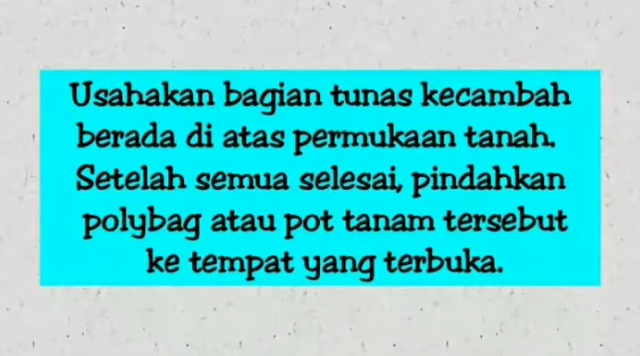 Usahakan bagian tunas kecambah
berada di atas permukaan tanah.
Setelah semua selesai, pindahkan
polybag atau pot tanam tersebut
ke tempat yang terbuka.